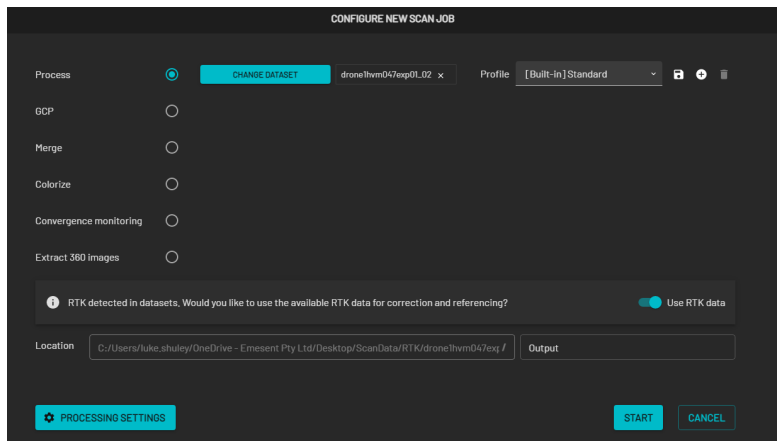 CONFIGURE NEW SCAN JOB
Process CHANGE DATASET drone1hvm047exp01_02 × Profile [Built-in] Standard
GCP
Merge
Colorize
Convergence monitoring
Extract 360 images
RTK detected in datasets. Would you like to use the available RTK data for correction and referencing? Use RTK data
Location C:/Users/luke.shuley/OneDrive - Emesent Pty Ltd/Desktop/ScanData/RTK/drone1hvm047exp / Output
PROCESSING SETTINGS START CANCEL